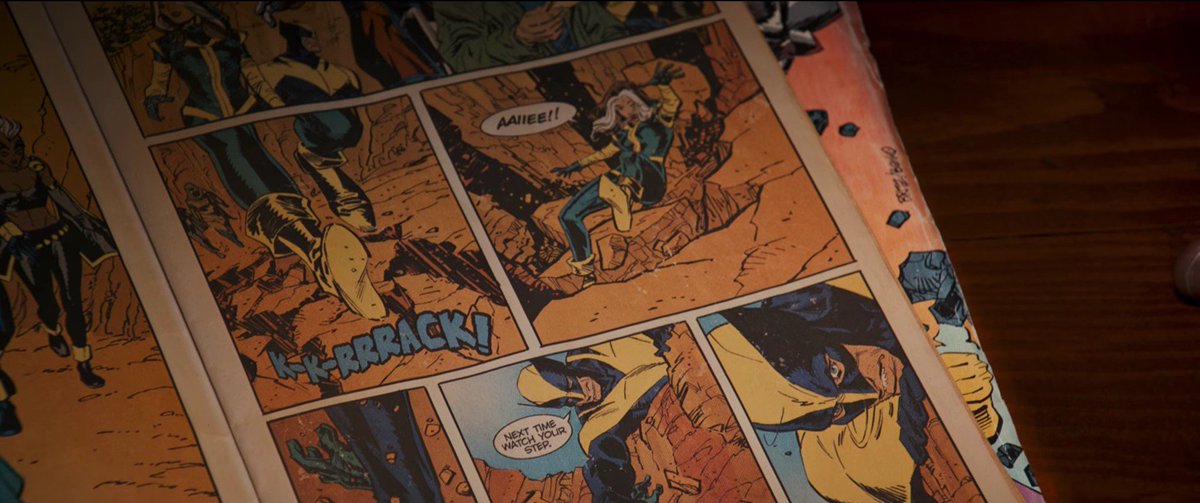 K-K-RRRACK!
AAIIEE!!
NEXT TIME
WATCH YOUR
STEP.